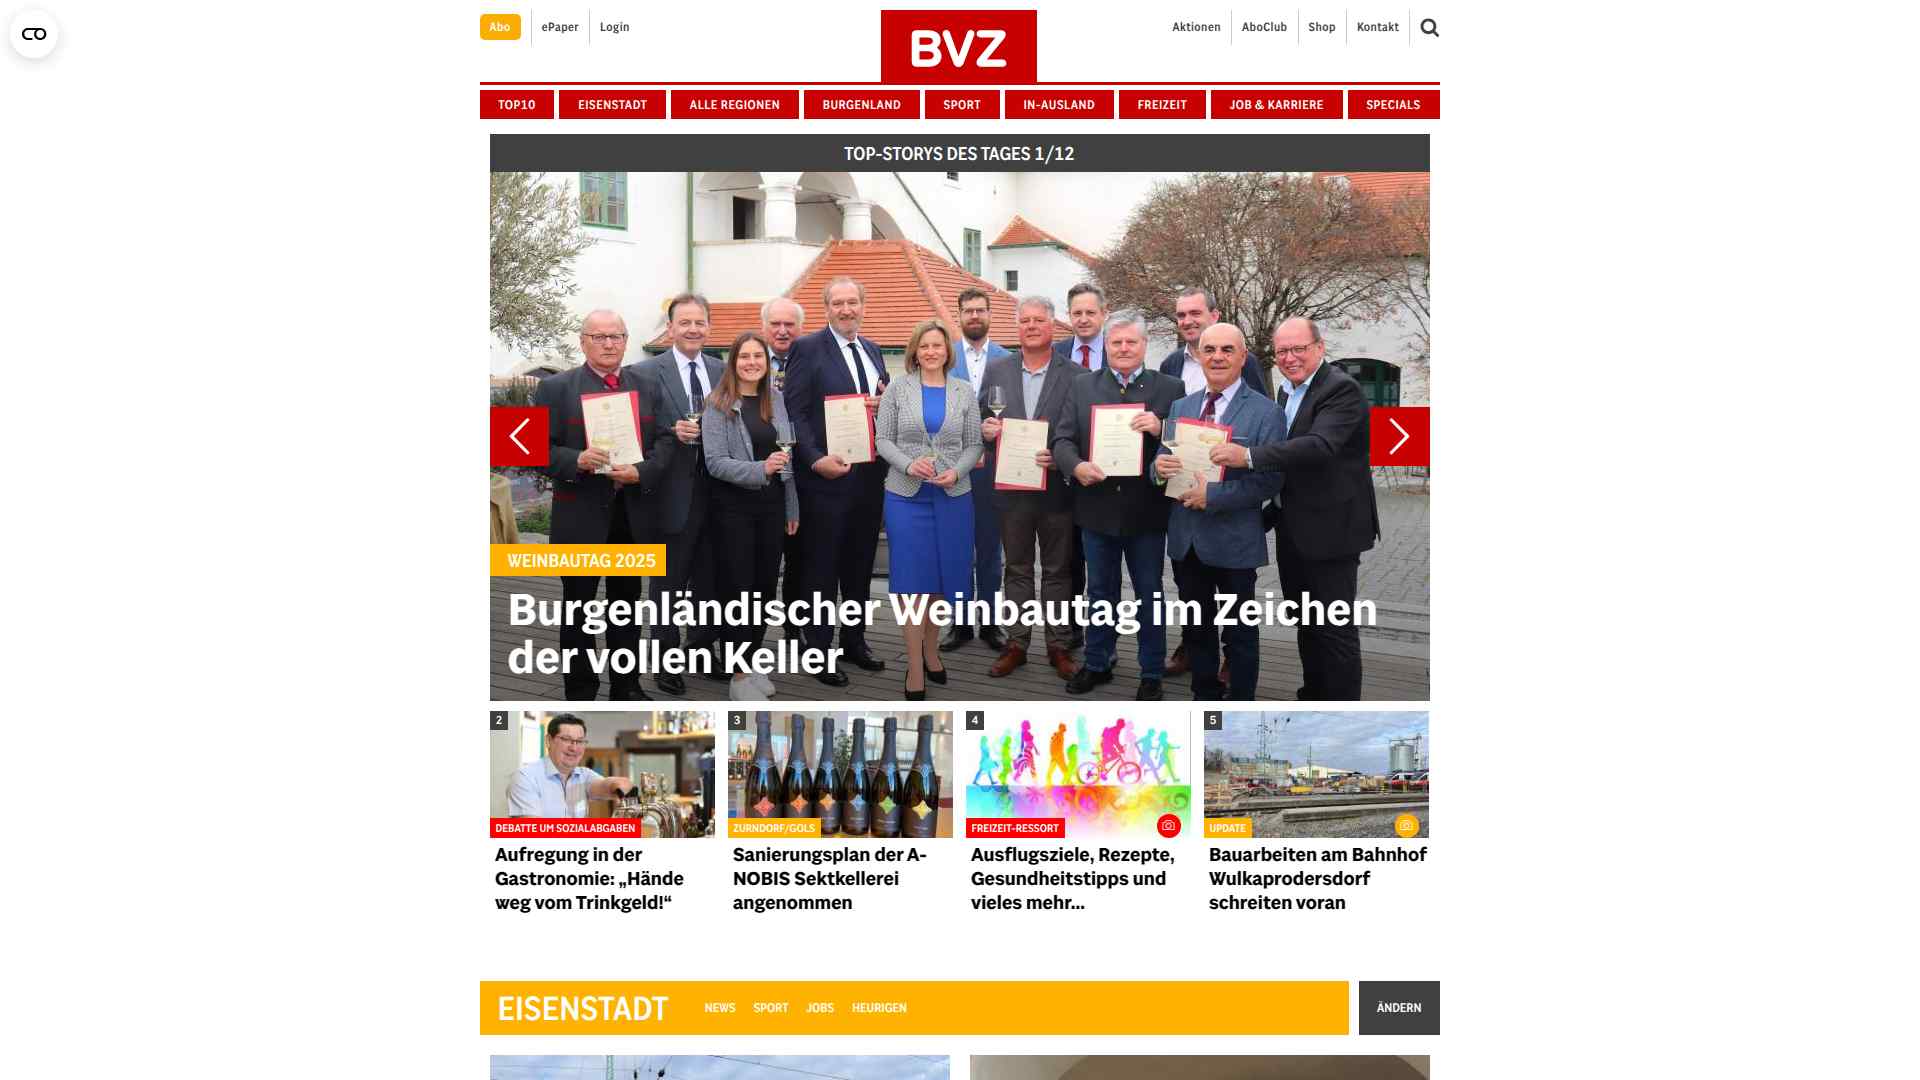 Abo
ePaper
Login
BVZ
Aktionen
AboClub
Shop
Kontakt
TOP10
EISENSTADT
ALLE REGIONEN
BURGENLAND
SPORT
IN-AUSLAND
FREIZEIT
JOB & KARRIERE
SPECIALS
TOP-STORYS DES TAGES 1/12
WEINBAUTAG 2025
Burgenländischer Weinbautag im Zeichen
der vollen Keller
2
DEBATTE UM SOZIALABGABEN
Aufregung in der
Gastronomie: „Hände
weg vom Trinkgeld!“
3
ZURNDORF/GOLS
Sanierungsplan der A-
NOBIS Sektkellerei
angenommen
4
FREIZEIT-RESSORT
Ausflugsziele, Rezepte,
Gesundheitstipps und
vieles mehr...
5
UPDATE
Bauarbeiten am Bahnhof
Wulkaprodersdorf
schreiten voran
EISENSTADT
NEWS
SPORT
JOBS
HEURIGEN
ÄNDERN